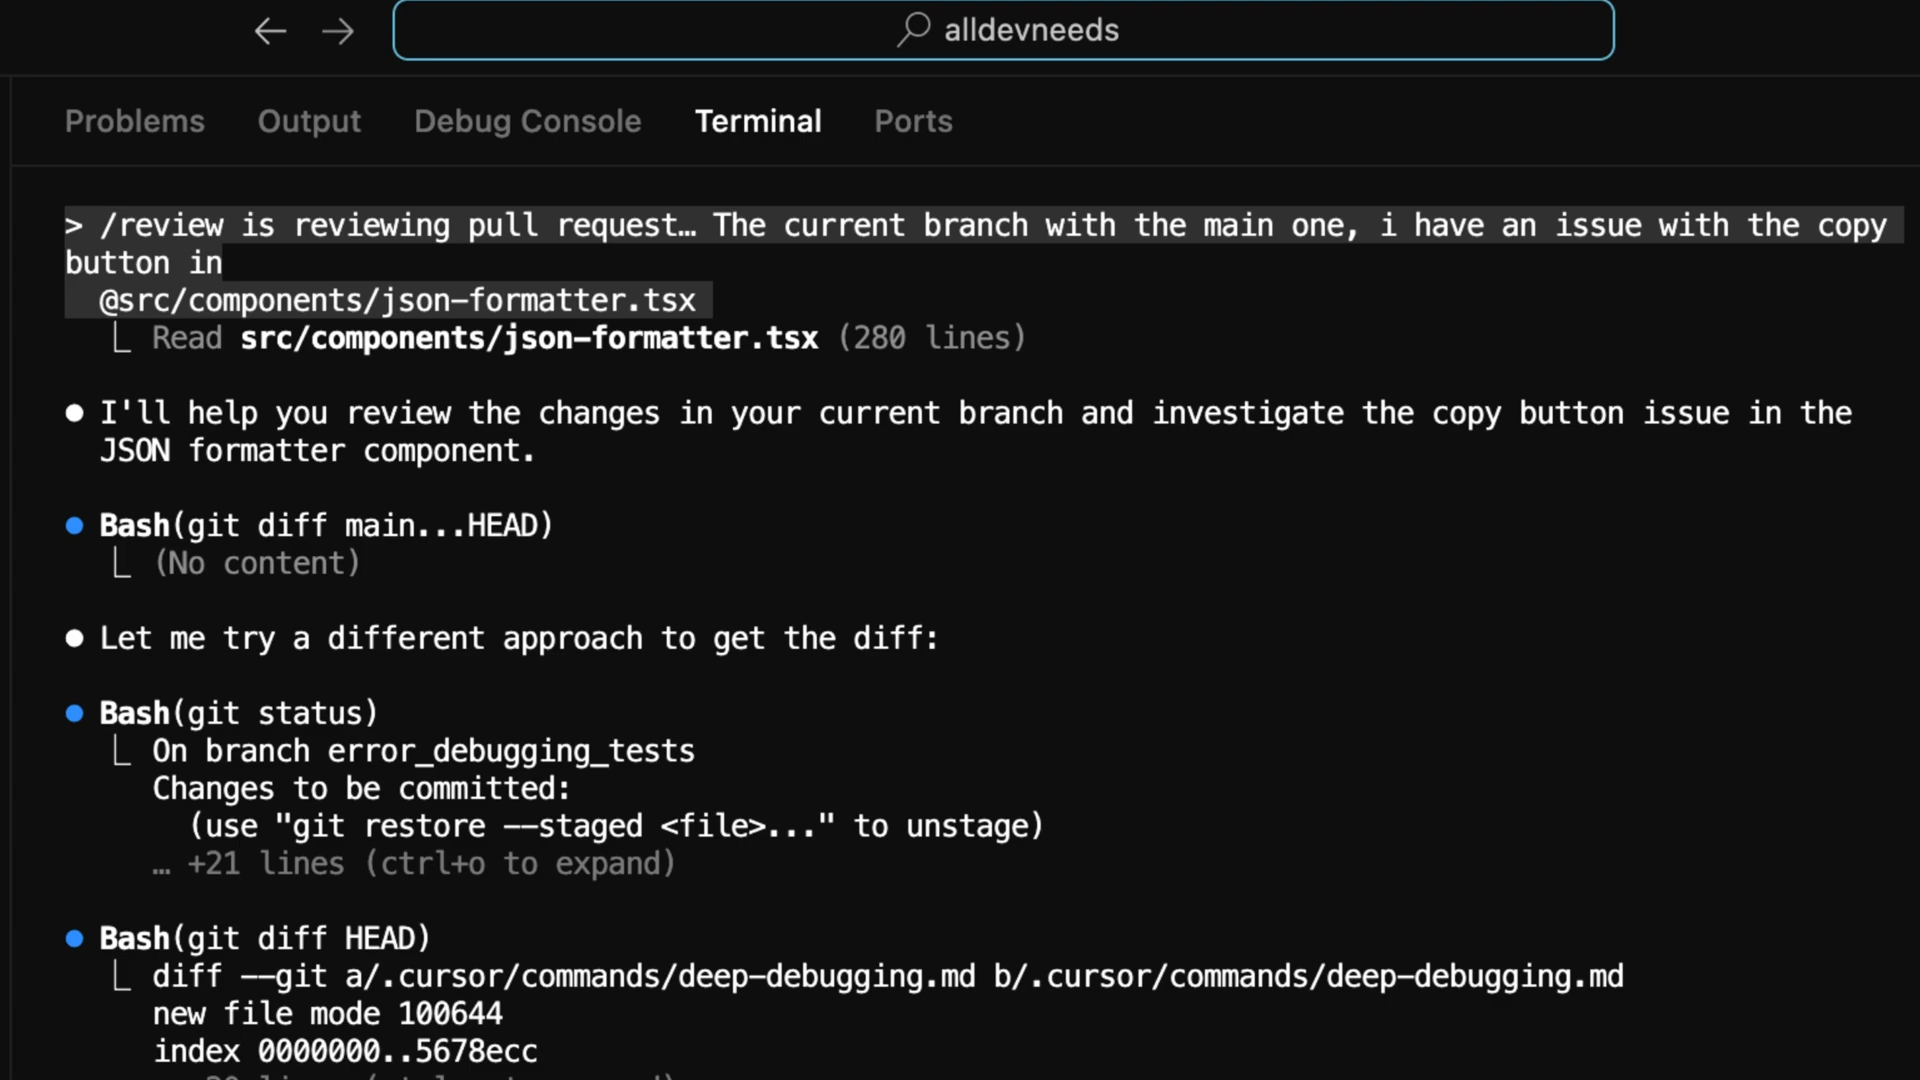 alldevneeds
Problems Output Debug Console Terminal Ports
> /review is reviewing pull request… The current branch with the main one, i have an issue with the copy
button in
@src/components/json-formatter.tsx
Read src/components/json-formatter.tsx (280 lines)
I'll help you review the changes in your current branch and investigate the copy button issue in the
JSON formatter component.
Bash(git diff main...HEAD)
(No content)
Let me try a different approach to get the diff:
Bash(git status)
On branch error_debugging_tests
Changes to be committed:
(use "git restore --staged <file>..." to unstage)
… +21 lines (ctrl+o to expand)
Bash(git diff HEAD)
diff --git a/.cursor/commands/deep-debugging.md b/.cursor/commands/deep-debugging.md
new file mode 100644
index 0000000..5678ecc